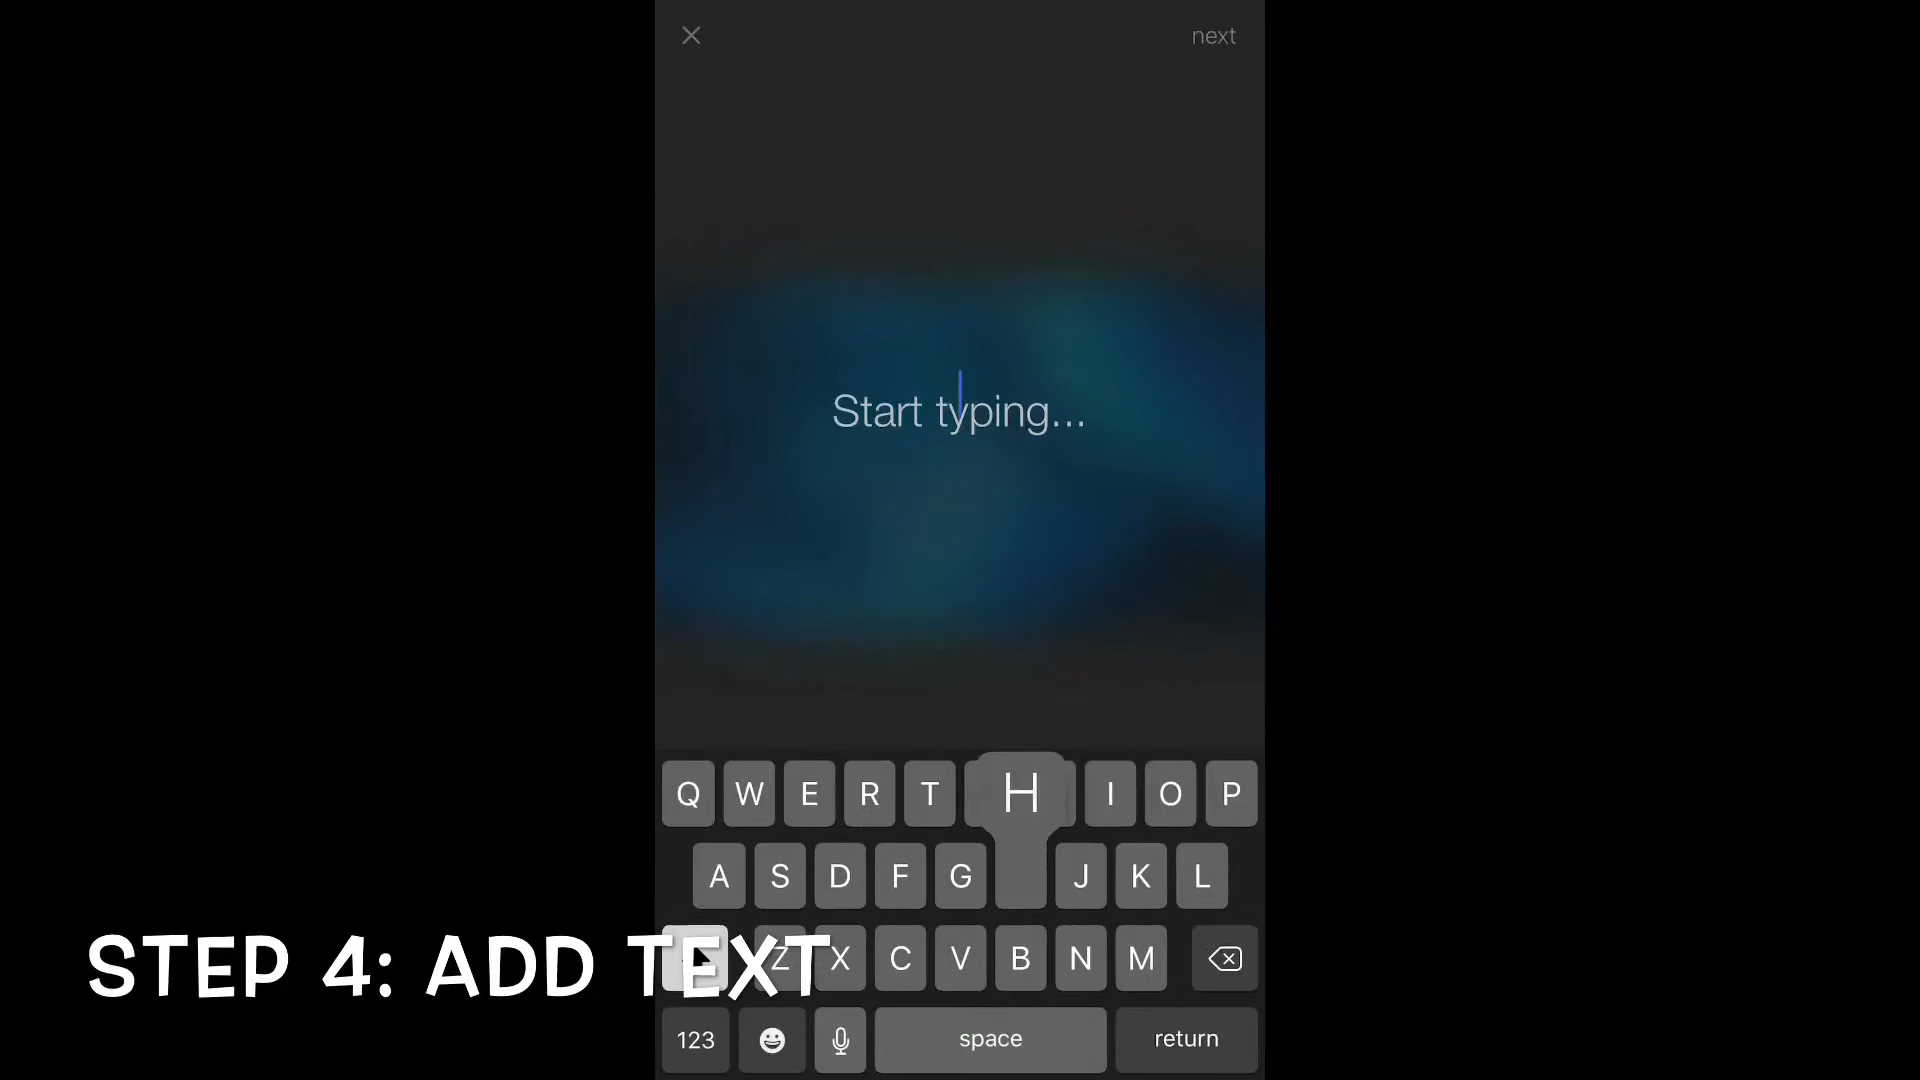 next
Start typing...
Q W E R T H I O P
A S D F G J K L
Z X C V B N M
STEP 4: ADD TEXT
123 space return